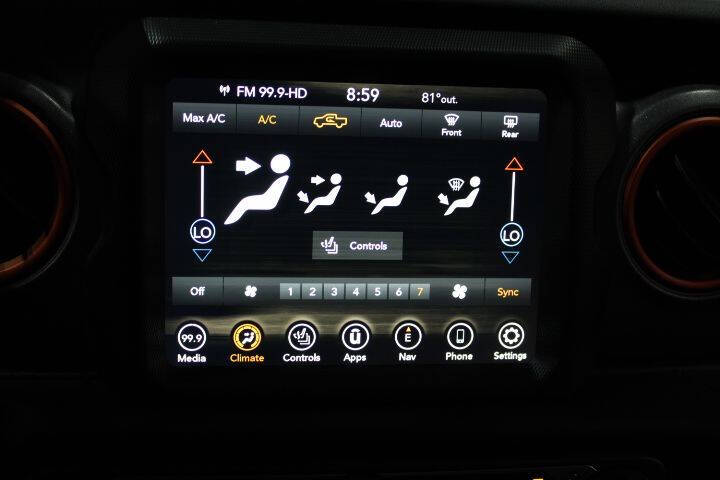 FM 99.9-HD 8:59 81°out.
Max A/C A/C Auto Front Rear
LO LO
Controls
Off 1 2 3 4 5 6 7 Sync
99.9 E
Media Climate Controls Apps Nav Phone Settings